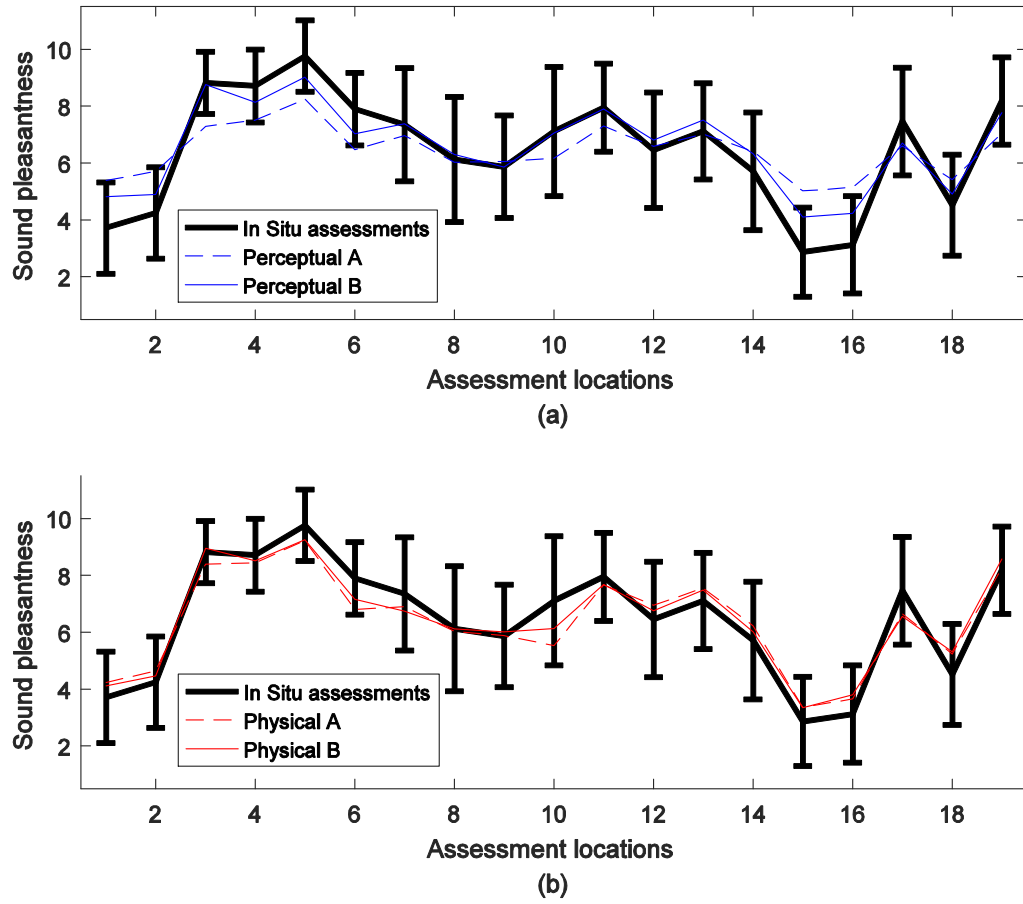 10
8
6
4
2
Sound pleasantness
In Situ assessments
Perceptual A
Perceptual B
2 4 6 8 10 12 14 16 18
Assessment locations
(a)
10
8
6
4
2
Sound pleasantness
In Situ assessments
Physical A
Physical B
2 4 6 8 10 12 14 16 18
Assessment locations
(b)